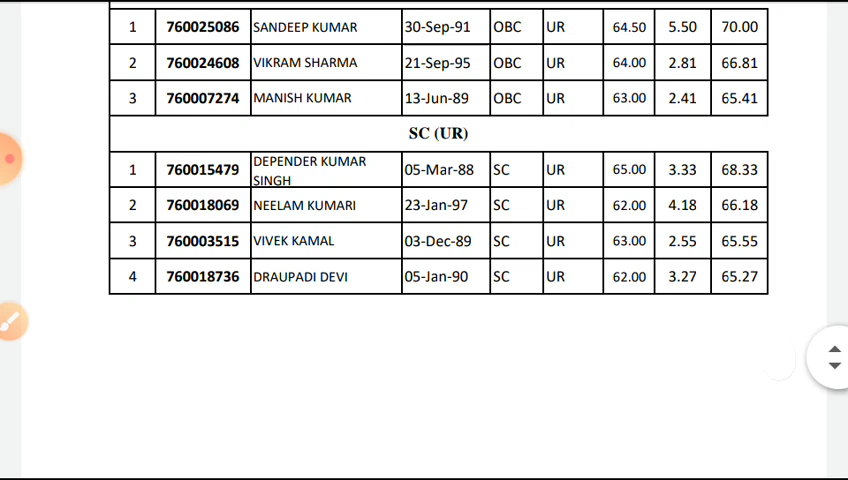 1 760025086 SANDEEP KUMAR 30-Sep-91 OBC UR 64.50 5.50 70.00
2 760024608 VIKRAM SHARMA 21-Sep-95 OBC UR 64.00 2.81 66.81
3 760007274 MANISH KUMAR 13-Jun-89 OBC UR 63.00 2.41 65.41
SC (UR)
1 760015479 DEPENDER KUMAR SINGH 05-Mar-88 SC UR 65.00 3.33 68.33
2 760018069 NEELAM KUMARI 23-Jan-97 SC UR 62.00 4.18 66.18
3 760003515 VIVEK KAMAL 03-Dec-89 SC UR 63.00 2.55 65.55
4 760018736 DRAUPADI DEVI 05-Jan-90 SC UR 62.00 3.27 65.27